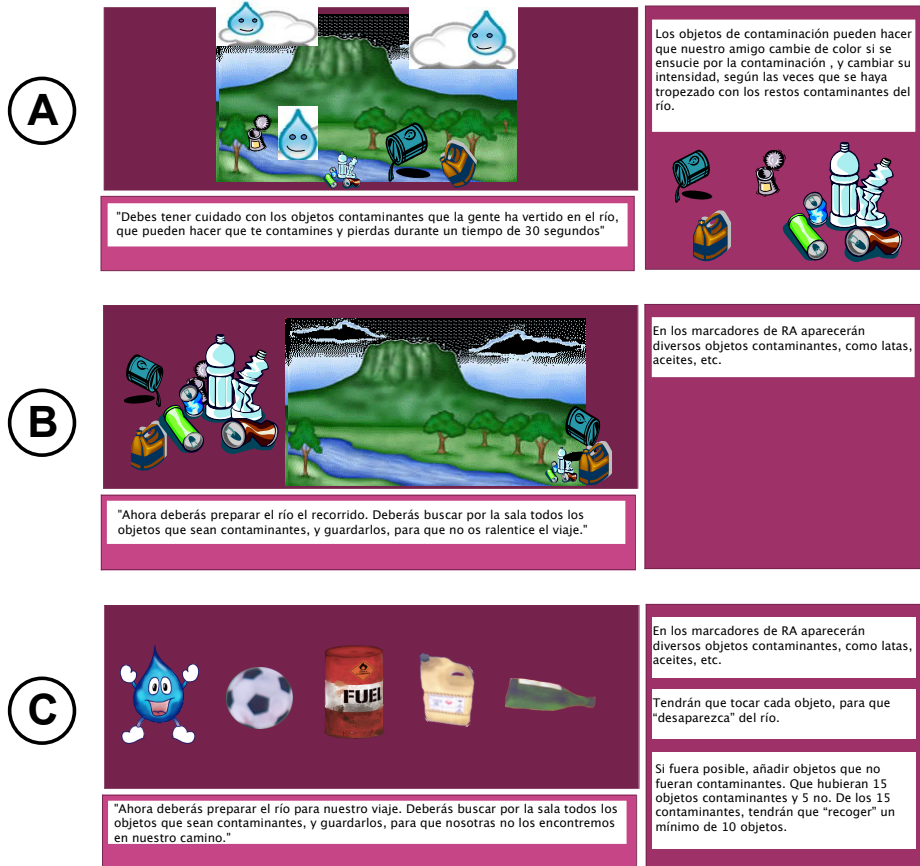 A
Los objetos de contaminación pueden hacer
que nuestro amigo cambie de color si se
ensucie por la contaminación , y cambiar su
intensidad, según las veces que se haya
tropezado con los restos contaminantes del
río.
"Debes tener cuidado con los objetos contaminantes que la gente ha vertido en el río,
que pueden hacer que te contamines y pierdas durante un tiempo de 30 segundos"
B
En los marcadores de RA aparecerán
diversos objetos contaminantes, como latas,
aceites, etc.
"Ahora deberás preparar el río el recorrido. Deberás buscar por la sala todos los
objetos que sean contaminantes, y guardarlos, para que no os ralentice el viaje."
C
FUEL
En los marcadores de RA aparecerán
diversos objetos contaminantes, como latas,
aceites, etc.
Tendrán que tocar cada objeto, para que
“desaparezca” del río.
Si fuera posible, añadir objetos que no
fueran contaminantes. Que hubieran 15
objetos contaminantes y 5 no. De los 15
contaminantes, tendrán que “recoger” un
mínimo de 10 objetos.
"Ahora deberás preparar el río para nuestro viaje. Deberás buscar por la sala todos los
objetos que sean contaminantes, y guardarlos, para que nosotras no los encontremos
en nuestro camino."